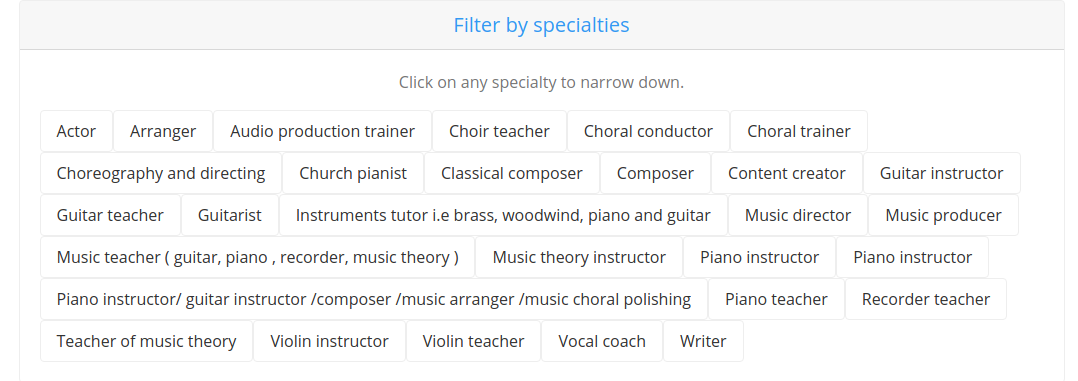 Filter by specialties
Click on any specialty to narrow down.
Actor Arranger Audio production trainer Choir teacher Choral conductor Choral trainer
Choreography and directing Church pianist Classical composer Composer Content creator Guitar instructor
Guitar teacher Guitarist Instruments tutor i.e brass, woodwind, piano and guitar Music director Music producer
Music teacher ( guitar, piano , recorder, music theory ) Music theory instructor Piano instructor Piano instructor
Piano instructor/ guitar instructor /composer /music arranger /music choral polishing Piano teacher Recorder teacher
Teacher of music theory Violin instructor Violin teacher Vocal coach Writer